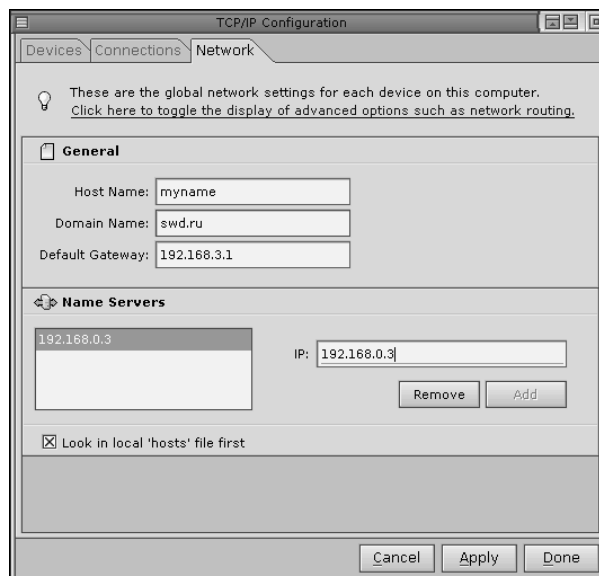 TCP/IP Configuration
Devices Connections Network
These are the global network settings for each device on this computer.
Click here to toggle the display of advanced options such as network routing.
General
Host Name: myname
Domain Name: swd.ru
Default Gateway: 192.168.3.1
Name Servers
192.168.0.3
IP: 192.168.0.3
Remove Add
Look in local 'hosts' file first
Cancel Apply Done